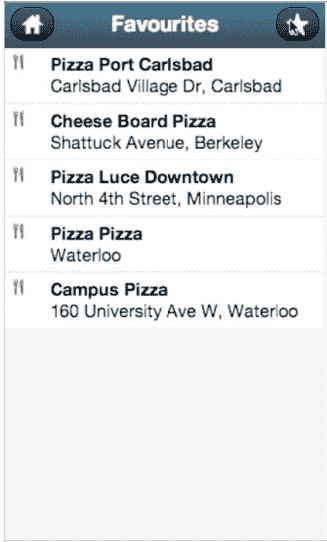 Favourites
Pizza Port Carlsbad
Carlsbad Village Dr, Carlsbad
Cheese Board Pizza
Shattuck Avenue, Berkeley
Pizza Luce Downtown
North 4th Street, Minneapolis
Pizza Pizza
Waterloo
Campus Pizza
160 University Ave W, Waterloo